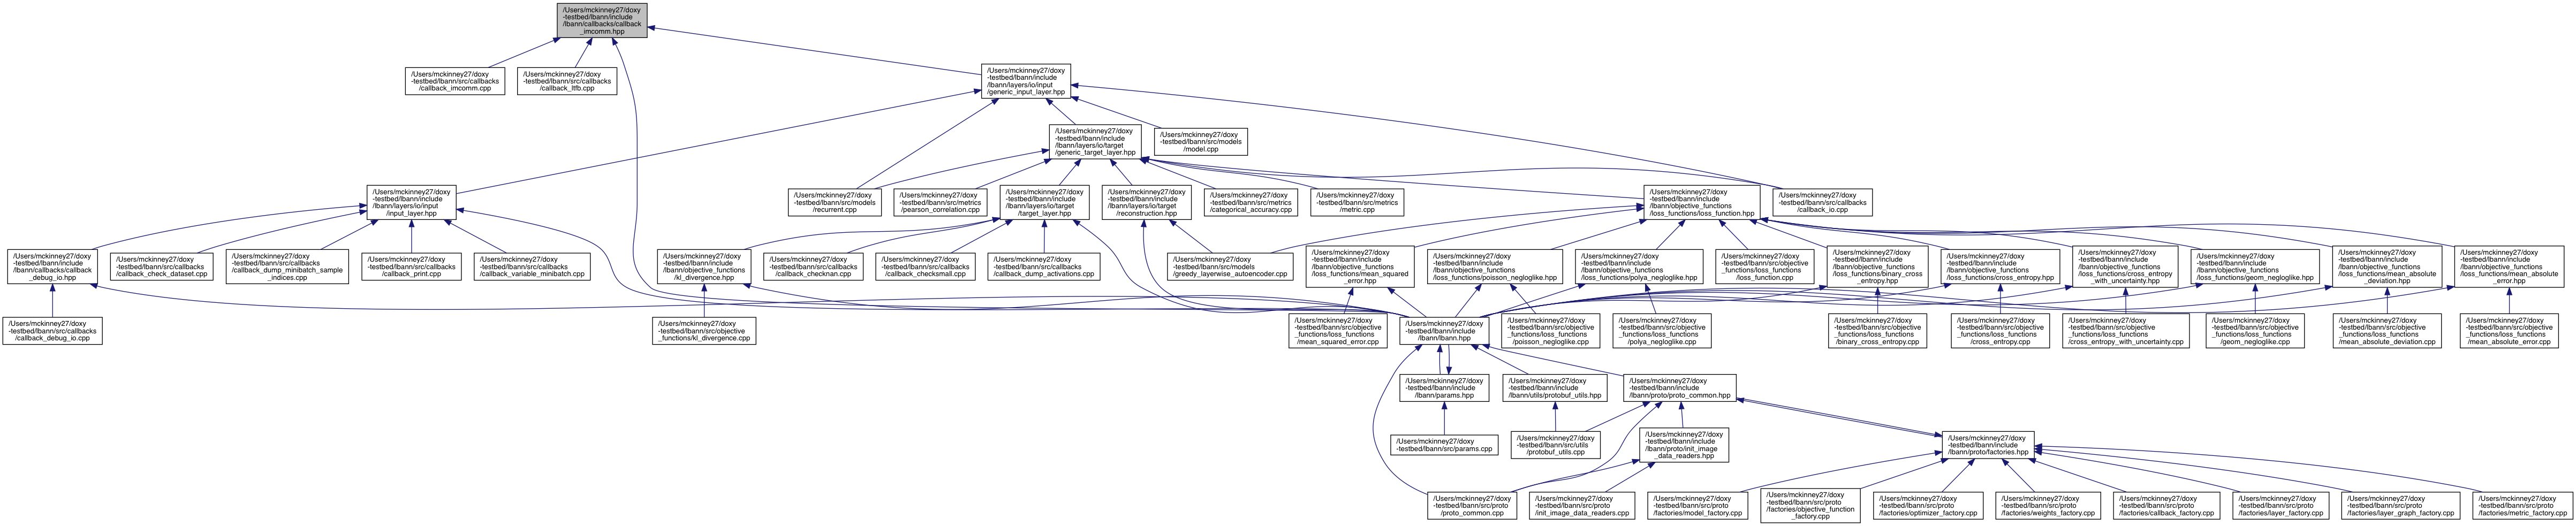 /Users/mckinney27/doxy
-testbed/lbann/include
/lbann/callbacks/callback
_imcomm.hpp
/Users/mckinney27/doxy
-testbed/lbann/src/callbacks
/callback_imcomm.cpp
/Users/mckinney27/doxy
-testbed/lbann/src/callbacks
/callback_ltfb.cpp
/Users/mckinney27/doxy
-testbed/lbann/include
/lbann/layers/io/input
/generic_input_layer.hpp
/Users/mckinney27/doxy
-testbed/lbann/include
/lbann/layers/io/target
/generic_target_layer.hpp
/Users/mckinney27/doxy
-testbed/lbann/src/models
/model.cpp
/Users/mckinney27/doxy
-testbed/lbann/include
/lbann/layers/io/input
/input_layer.hpp
/Users/mckinney27/doxy
-testbed/lbann/src/models
/recurrent.cpp
/Users/mckinney27/doxy
-testbed/lbann/src/metrics
/pearson_correlation.cpp
/Users/mckinney27/doxy
-testbed/lbann/include
/lbann/layers/io/target
/target_layer.hpp
/Users/mckinney27/doxy
-testbed/lbann/include
/lbann/layers/io/target
/reconstruction.hpp
/Users/mckinney27/doxy
-testbed/lbann/src/metrics
/categorical_accuracy.cpp
/Users/mckinney27/doxy
-testbed/lbann/src/metrics
/metric.cpp
/Users/mckinney27/doxy
-testbed/lbann/include
/lbann/objective_functions
/loss_functions/loss_function.hpp
/Users/mckinney27/doxy
-testbed/lbann/src/callbacks
/callback_io.cpp
/Users/mckinney27/doxy
-testbed/lbann/include
/lbann/callbacks/callback
_debug_io.hpp
/Users/mckinney27/doxy
-testbed/lbann/src/callbacks
/callback_check_dataset.cpp
/Users/mckinney27/doxy
-testbed/lbann/src/callbacks
/callback_dump_minibatch_sample
_indices.cpp
/Users/mckinney27/doxy
-testbed/lbann/src/callbacks
/callback_print.cpp
/Users/mckinney27/doxy
-testbed/lbann/src/callbacks
/callback_variable_minibatch.cpp
/Users/mckinney27/doxy
-testbed/lbann/include
/lbann/objective_functions
/kl_divergence.hpp
/Users/mckinney27/doxy
-testbed/lbann/src/callbacks
/callback_checknan.cpp
/Users/mckinney27/doxy
-testbed/lbann/src/callbacks
/callback_checksmall.cpp
/Users/mckinney27/doxy
-testbed/lbann/src/callbacks
/callback_dump_activations.cpp
/Users/mckinney27/doxy
-testbed/lbann/src/models
/greedy_layerwise_autoencoder.cpp
/Users/mckinney27/doxy
-testbed/lbann/include
/lbann/objective_functions
/loss_functions/mean_squared
_error.hpp
/Users/mckinney27/doxy
-testbed/lbann/include
/lbann/objective_functions
/loss_functions/poisson_negloglike.hpp
/Users/mckinney27/doxy
-testbed/lbann/include
/lbann/objective_functions
/loss_functions/polya_negloglike.hpp
/Users/mckinney27/doxy
-testbed/lbann/src/objective
_functions/loss_functions
/loss_function.cpp
/Users/mckinney27/doxy
-testbed/lbann/include
/lbann/objective_functions
/loss_functions/binary_cross
_entropy.hpp
/Users/mckinney27/doxy
-testbed/lbann/include
/lbann/objective_functions
/loss_functions/cross_entropy.hpp
/Users/mckinney27/doxy
-testbed/lbann/include
/lbann/objective_functions
/loss_functions/cross_entropy
_with_uncertainty.hpp
/Users/mckinney27/doxy
-testbed/lbann/include
/lbann/objective_functions
/loss_functions/geom_negloglike.hpp
/Users/mckinney27/doxy
-testbed/lbann/include
/lbann/objective_functions
/loss_functions/mean_absolute
_deviation.hpp
/Users/mckinney27/doxy
-testbed/lbann/include
/lbann/objective_functions
/loss_functions/mean_absolute
_error.hpp
/Users/mckinney27/doxy
-testbed/lbann/src/callbacks
/callback_debug_io.cpp
/Users/mckinney27/doxy
-testbed/lbann/src/objective
_functions/kl_divergence.cpp
/Users/mckinney27/doxy
-testbed/lbann/src/objective
_functions/loss_functions
/mean_squared_error.cpp
/Users/mckinney27/doxy
-testbed/lbann/include
/lbann/lbann.hpp
/Users/mckinney27/doxy
-testbed/lbann/src/objective
_functions/loss_functions
/poisson_negloglike.cpp
/Users/mckinney27/doxy
-testbed/lbann/src/objective
_functions/loss_functions
/polya_negloglike.cpp
/Users/mckinney27/doxy
-testbed/lbann/src/objective
_functions/loss_functions
/binary_cross_entropy.cpp
/Users/mckinney27/doxy
-testbed/lbann/src/objective
_functions/loss_functions
/cross_entropy.cpp
/Users/mckinney27/doxy
-testbed/lbann/src/objective
_functions/loss_functions
/cross_entropy_with_uncertainty.cpp
/Users/mckinney27/doxy
-testbed/lbann/src/objective
_functions/loss_functions
/geom_negloglike.cpp
/Users/mckinney27/doxy
-testbed/lbann/src/objective
_functions/loss_functions
/mean_absolute_deviation.cpp
/Users/mckinney27/doxy
-testbed/lbann/src/objective
_functions/loss_functions
/mean_absolute_error.cpp
/Users/mckinney27/doxy
-testbed/lbann/include
/lbann/params.hpp
/Users/mckinney27/doxy
-testbed/lbann/include
/lbann/utils/protobuf_utils.hpp
/Users/mckinney27/doxy
-testbed/lbann/include
/lbann/proto/proto_common.hpp
/Users/mckinney27/doxy
-testbed/lbann/src/params.cpp
/Users/mckinney27/doxy
-testbed/lbann/src/utils
/protobuf_utils.cpp
/Users/mckinney27/doxy
-testbed/lbann/include
/lbann/proto/init_image
_data_readers.hpp
/Users/mckinney27/doxy
-testbed/lbann/include
/lbann/proto/factories.hpp
/Users/mckinney27/doxy
-testbed/lbann/src/proto
/proto_common.cpp
/Users/mckinney27/doxy
-testbed/lbann/src/proto
/init_image_data_readers.cpp
/Users/mckinney27/doxy
-testbed/lbann/src/proto
/factories/model_factory.cpp
/Users/mckinney27/doxy
-testbed/lbann/src/proto
/factories/objective_function
_factory.cpp
/Users/mckinney27/doxy
-testbed/lbann/src/proto
/factories/optimizer_factory.cpp
/Users/mckinney27/doxy
-testbed/lbann/src/proto
/factories/weights_factory.cpp
/Users/mckinney27/doxy
-testbed/lbann/src/proto
/factories/callback_factory.cpp
/Users/mckinney27/doxy
-testbed/lbann/src/proto
/factories/layer_factory.cpp
/Users/mckinney27/doxy
-testbed/lbann/src/proto
/factories/layer_graph_factory.cpp
/Users/mckinney27/doxy
-testbed/lbann/src/proto
/factories/metric_factory.cpp